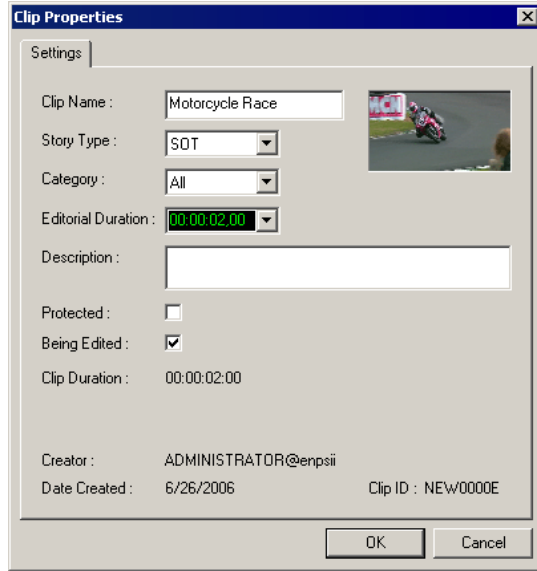 Clip Properties
Settings
Clip Name : Motorcycle Race
MCN
Story Type : SOT
Category : All
Editorial Duration : 00:00:02,00
Description :
Protected :
Being Edited :
Clip Duration : 00:00:02:00
Creator : ADMINISTRATOR@enpsii
Date Created : 6/26/2006 Clip ID : NEW0000E
OK Cancel